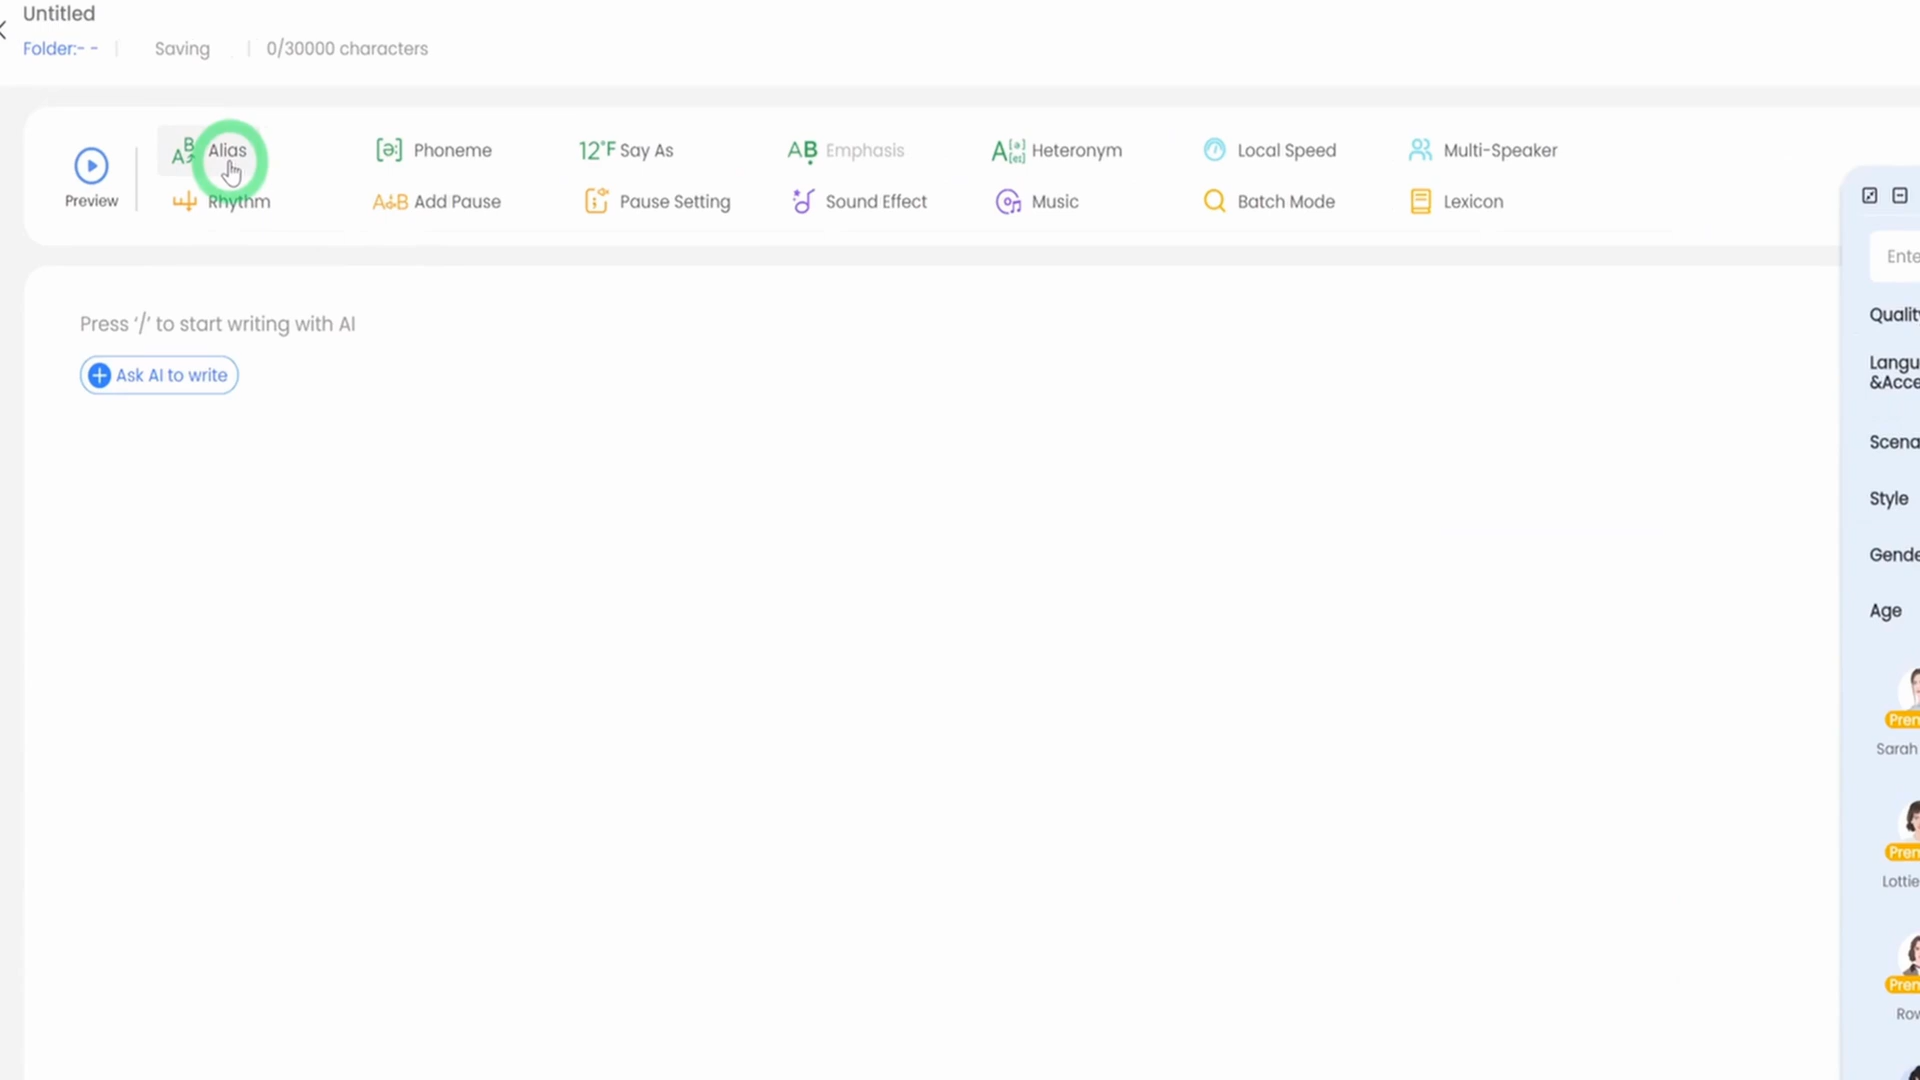 Untitled
Folder:- - Saving 0/30000 characters
Preview
Alias Phoneme 12°F Say As AB Emphasis Heteronym Local Speed Multi-Speaker
Rhythm Add Pause Pause Setting Sound Effect Music Batch Mode Lexicon
Press ‘/’ to start writing with AI
Ask AI to write
Style
Age
Sarah
Lottie